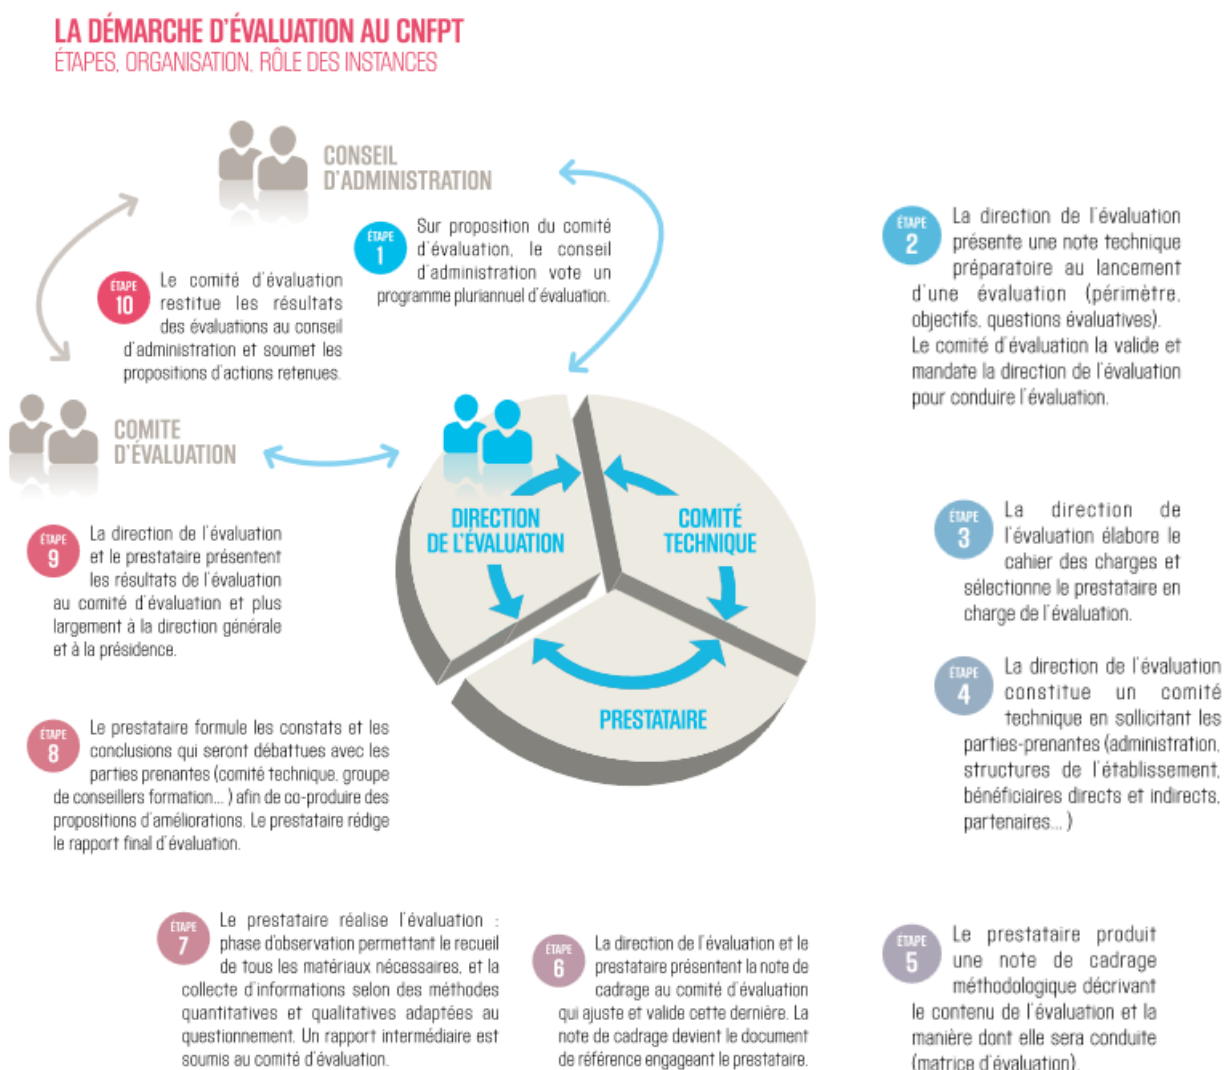 LA DÉMARCHE D'ÉVALUATION AU CNFPT
ÉTAPES, ORGANISATION, RÔLE DES INSTANCES
CONSEIL
D'ADMINISTRATION
ÉTAPE
1
Sur proposition du comité
d'évaluation, le conseil
d'administration vote un
programme pluriannuel d'évaluation.
ÉTAPE
2
La direction de l'évaluation
présente une note technique
préparatoire au lancement
d'une évaluation (périmètre,
objectifs, questions évaluatives).
Le comité d'évaluation la valide et
mandate la direction de l'évaluation
pour conduire l'évaluation.
ÉTAPE
10
Le comité d'évaluation
restitue les résultats
des évaluations au conseil
d'administration et soumet les
propositions d'actions retenues.
COMITE
D'ÉVALUATION
DIRECTION
DE L'ÉVALUATION
COMITÉ
TECHNIQUE
PRESTATAIRE
ÉTAPE
3
La direction de
l'évaluation élabore le
cahier des charges et
sélectionne le prestataire en
charge de l'évaluation.
ÉTAPE
4
La direction de l'évaluation
constitue un comité
technique en sollicitant les
parties-prenantes (administration,
structures de l'établissement,
bénéficiaires directs et indirects,
partenaires... )
ÉTAPE
9
La direction de l'évaluation
et le prestataire présentent
les résultats de l'évaluation
au comité d'évaluation et plus
largement à la direction générale
et à la présidence.
ÉTAPE
8
Le prestataire formule les constats et les
conclusions qui seront débattues avec les
parties prenantes (comité technique, groupe
de conseillers formation... ) afin de co-produire des
propositions d'améliorations. Le prestataire rédige
le rapport final d'évaluation.
ÉTAPE
7
Le prestataire réalise l'évaluation :
phase d'observation permettant le recueil
de tous les matériaux nécessaires, et la
collecte d'informations selon des méthodes
quantitatives et qualitatives adaptées au
questionnement. Un rapport intermédiaire est
soumis au comité d'évaluation.
ÉTAPE
6
La direction de l'évaluation et le
prestataire présentent la note de
cadrage au comité d'évaluation
qui ajuste et valide cette dernière. La
note de cadrage devient le document
de référence engageant le prestataire.
ÉTAPE
5
Le prestataire produit
une note de cadrage
méthodologique décrivant
le contenu de l'évaluation et la
manière dont elle sera conduite
(matrice d'évaluation).